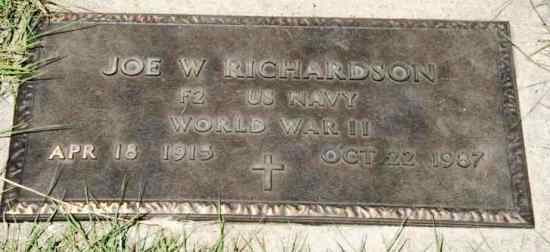 JOE W RICHARDSON
F2 US NAVY
WORLD WAR II
APR 18 1915 OCT 22 1987